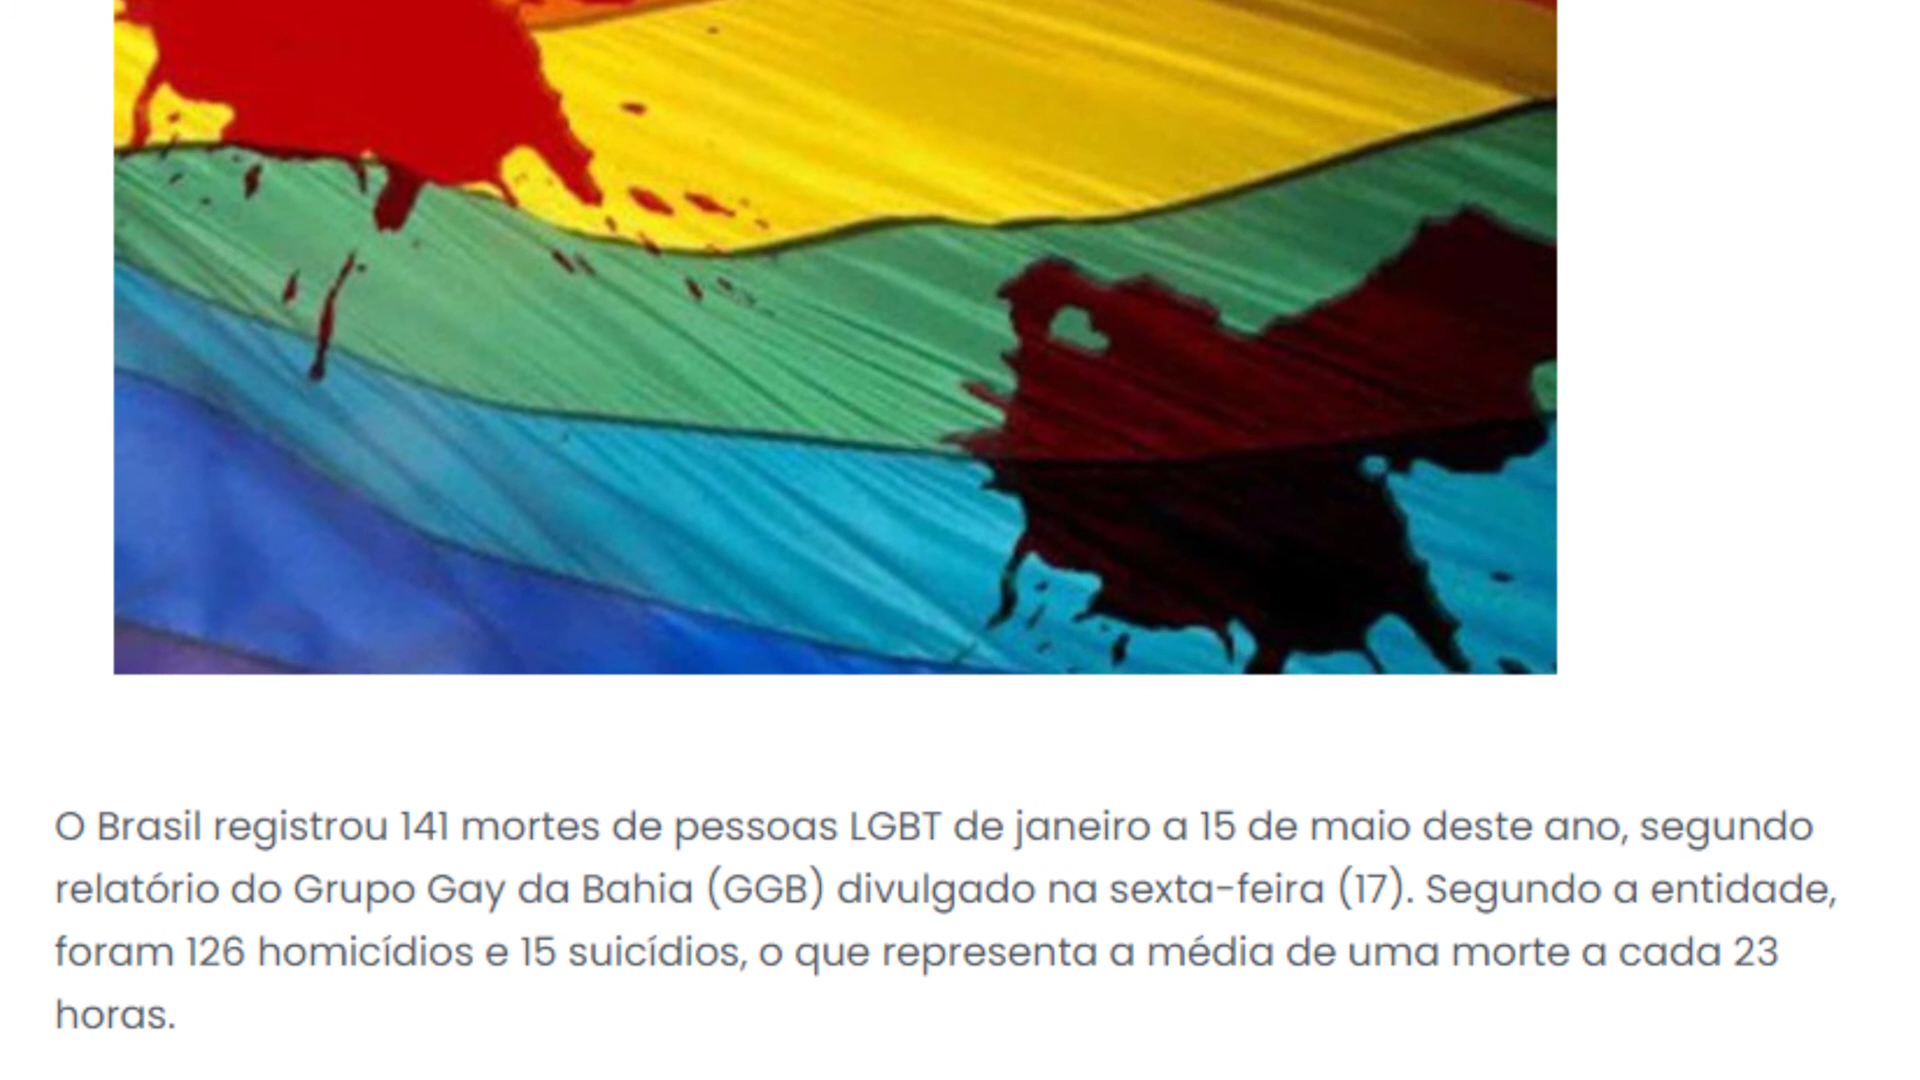 O Brasil registrou 141 mortes de pessoas LGBT de janeiro a 15 de maio deste ano, segundo
relatório do Grupo Gay da Bahia (GGB) divulgado na sexta-feira (17). Segundo a entidade,
foram 126 homicídios e 15 suicídios, o que representa a média de uma morte a cada 23
horas.